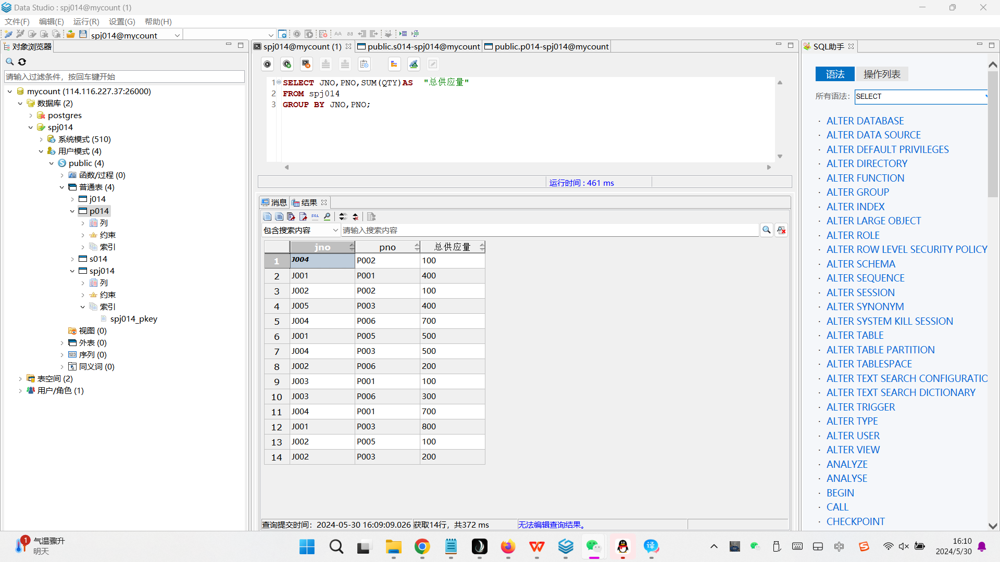 Data Studio : spj014@mycount (1)
文件(F) 编辑(E) 运行(R) 设置(G) 帮助(H)
spj014@mycount
对象浏览器
请输入过滤条件，按回车键开始
mycount (114.116.227.37:26000)
数据库 (2)
postgres
spj014
系统模式 (510)
用户模式 (4)
public (4)
函数/过程 (0)
普通表 (4)
j014
p014
列
约束
索引
s014
spj014
列
约束
索引
spj014_pkey
视图 (0)
外表 (0)
序列 (0)
同义词 (0)
表空间 (2)
用户/角色 (1)
spj014@mycount (1) public.s014-spj014@mycount public.p014-spj014@mycount
1 SELECT JNO,PNO,SUM(QTY)AS "总供应量"
2 FROM spj014
3 GROUP BY JNO,PNO;
运行时间 : 461 ms
消息 结果
包含搜索内容 请输入搜索内容
jno pno 总供应量
1 J004 P002 100
2 J001 P001 400
3 J002 P002 100
4 J005 P003 400
5 J004 P006 700
6 J001 P005 500
7 J004 P003 500
8 J002 P006 200
9 J003 P001 100
10 J003 P006 300
11 J004 P001 700
12 J001 P003 800
13 J002 P005 100
14 J002 P003 200
查询提交时间：2024-05-30 16:09:09.026 获取14行，共372 ms 无法编辑查询结果。
SQL助手
语法 操作列表
所有语法: SELECT
· ALTER DATABASE
· ALTER DATA SOURCE
· ALTER DEFAULT PRIVILEGES
· ALTER DIRECTORY
· ALTER FUNCTION
· ALTER GROUP
· ALTER INDEX
· ALTER LARGE OBJECT
· ALTER ROLE
· ALTER ROW LEVEL SECURITY POLICY
· ALTER SCHEMA
· ALTER SEQUENCE
· ALTER SESSION
· ALTER SYNONYM
· ALTER SYSTEM KILL SESSION
· ALTER TABLE
· ALTER TABLE PARTITION
· ALTER TABLESPACE
· ALTER TEXT SEARCH CONFIGURATIO
· ALTER TEXT SEARCH DICTIONARY
· ALTER TRIGGER
· ALTER TYPE
· ALTER USER
· ALTER VIEW
· ANALYZE
· ANALYSE
· BEGIN
· CALL
· CHECKPOINT
1 气温骤升
明天
译
中
16:10
2024/5/30